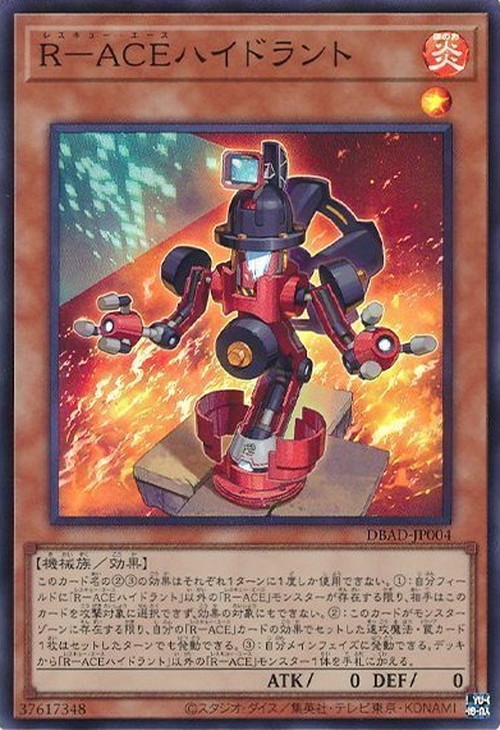 レスキュー・エース
R－ACEハイドラント
ほのお
炎
DBAD-JP004
【機械族／効果】
このカード名の②③の効果はそれぞれ１ターンに１度しか使用できない。①：自分フィー
ルドに「R－ACEハイドラント」以外の「R－ACE」モンスターが存在する限り、相手はこの
カードを攻撃対象に選択できず、効果の対象にもできない。②：このカードがモンスター
ゾーンに存在する限り、自分の「R－ACE」カードの効果でセットした速攻魔法・罠カード
１枚はセットしたターンでも発動できる。③：自分メインフェイズに発動できる。デッキ
から「R－ACEハイドラント」以外の「R－ACE」モンスター１体を手札に加える。
ATK/ 0 DEF/ 0
37617348 ©スタジオ・ダイス／集英社・テレビ東京・KONAMI